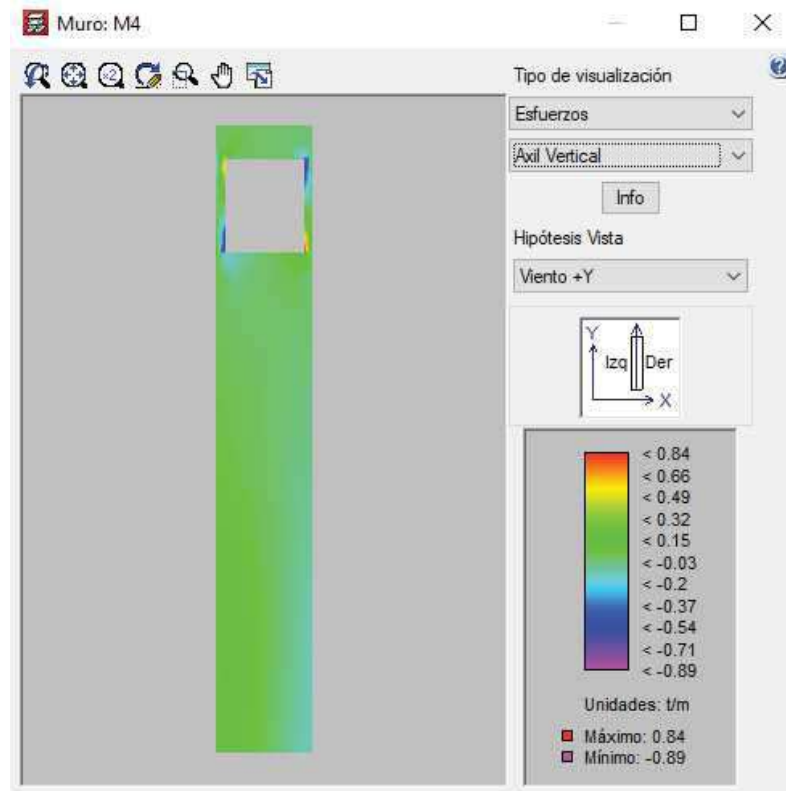 Muro: M4
x2
Tipo de visualización
Esfuerzos
Axil Vertical
Info
Hipótesis Vista
Viento +Y
Y
Izq
Der
X
< 0.84
< 0.66
< 0.49
< 0.32
< 0.15
< -0.03
< -0.2
< -0.37
< -0.54
< -0.71
< -0.89
Unidades: t/m
Máximo: 0.84
Mínimo: -0.89